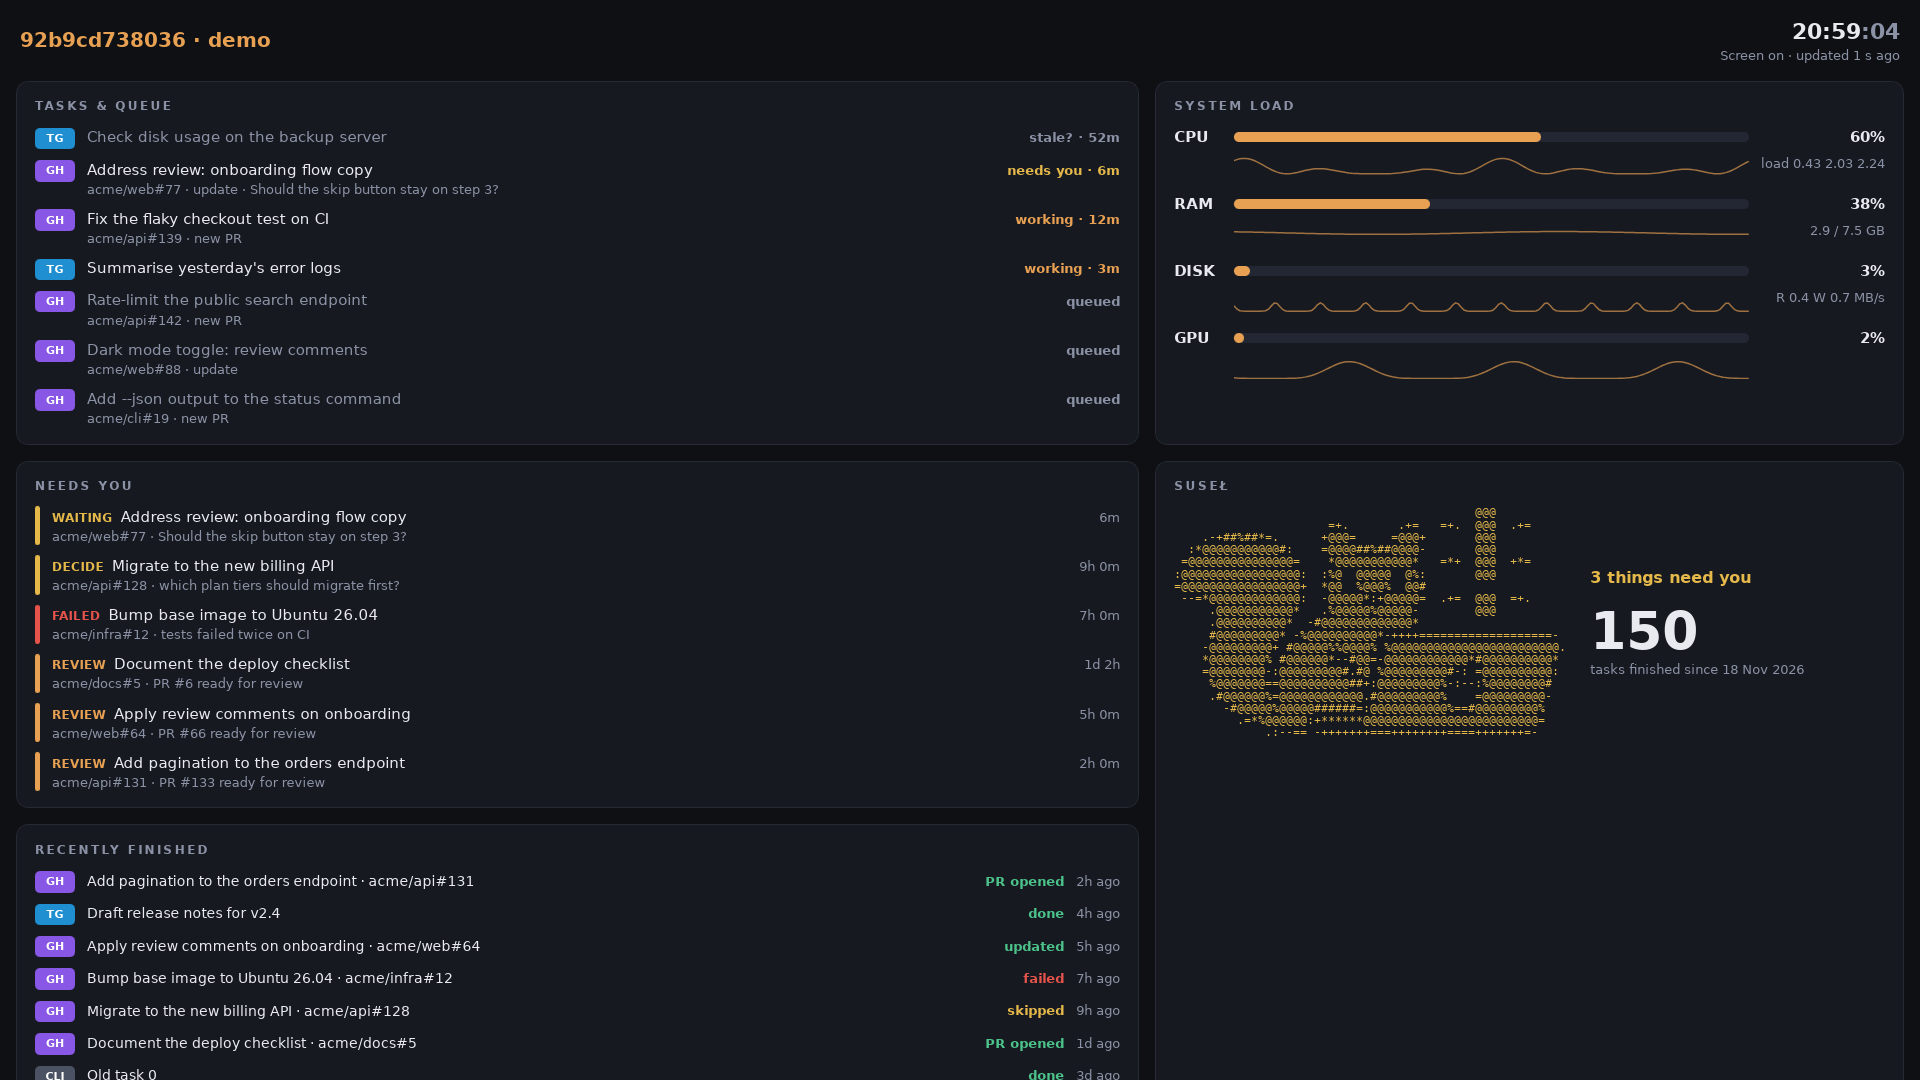 92b9cd738036 · demo
20:59:04
Screen on · updated 1 s ago
TASKS & QUEUE
TG Check disk usage on the backup server stale? · 52m
GH Address review: onboarding flow copy needs you · 6m
acme/web#77 · update · Should the skip button stay on step 3?
GH Fix the flaky checkout test on CI working · 12m
acme/api#139 · new PR
TG Summarise yesterday's error logs working · 3m
GH Rate-limit the public search endpoint queued
acme/api#142 · new PR
GH Dark mode toggle: review comments queued
acme/web#88 · update
GH Add --json output to the status command queued
acme/cli#19 · new PR
SYSTEM LOAD
CPU 60%
load 0.43 2.03 2.24
RAM 38%
2.9 / 7.5 GB
DISK 3%
R 0.4 W 0.7 MB/s
GPU 2%
NEEDS YOU
WAITING Address review: onboarding flow copy 6m
acme/web#77 · Should the skip button stay on step 3?
DECIDE Migrate to the new billing API 9h 0m
acme/api#128 · which plan tiers should migrate first?
FAILED Bump base image to Ubuntu 26.04 7h 0m
acme/infra#12 · tests failed twice on CI
REVIEW Document the deploy checklist 1d 2h
acme/docs#5 · PR #6 ready for review
REVIEW Apply review comments on onboarding 5h 0m
acme/web#64 · PR #66 ready for review
REVIEW Add pagination to the orders endpoint 2h 0m
acme/api#131 · PR #133 ready for review
SUSEŁ
3 things need you
150
tasks finished since 18 Nov 2026
RECENTLY FINISHED
GH Add pagination to the orders endpoint · acme/api#131 PR opened 2h ago
TG Draft release notes for v2.4 done 4h ago
GH Apply review comments on onboarding · acme/web#64 updated 5h ago
GH Bump base image to Ubuntu 26.04 · acme/infra#12 failed 7h ago
GH Migrate to the new billing API · acme/api#128 skipped 9h ago
GH Document the deploy checklist · acme/docs#5 PR opened 1d ago
CLI Old task 0 done 3d ago